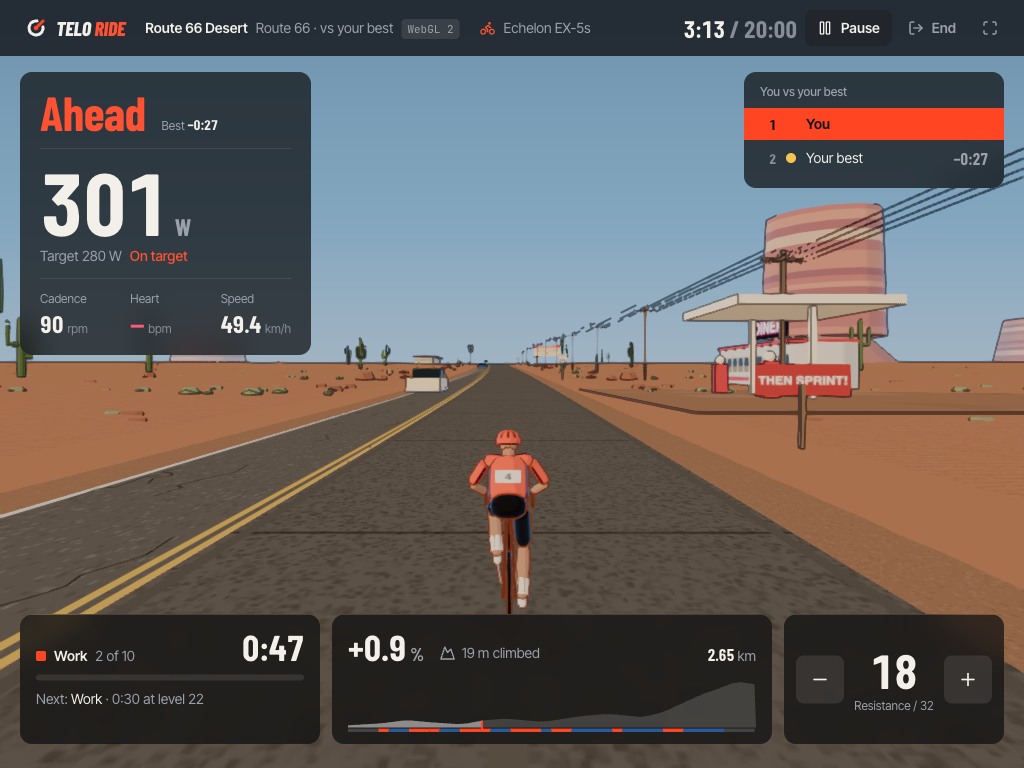 TELO RIDE Route 66 Desert Route 66 · vs your best WebGL 2 Echelon EX-5s 3:13 / 20:00 Pause End
Ahead Best −0:27
301 W
Target 280 W On target
Cadence Heart Speed
90 rpm – bpm 49.4 km/h
You vs your best
1 You
2 Your best −0:27
DINER
THEN SPRINT!
4
Work 2 of 10 0:47
Next: Work · 0:30 at level 22
+0.9 % 19 m climbed 2.65 km
− 18 +
Resistance / 32